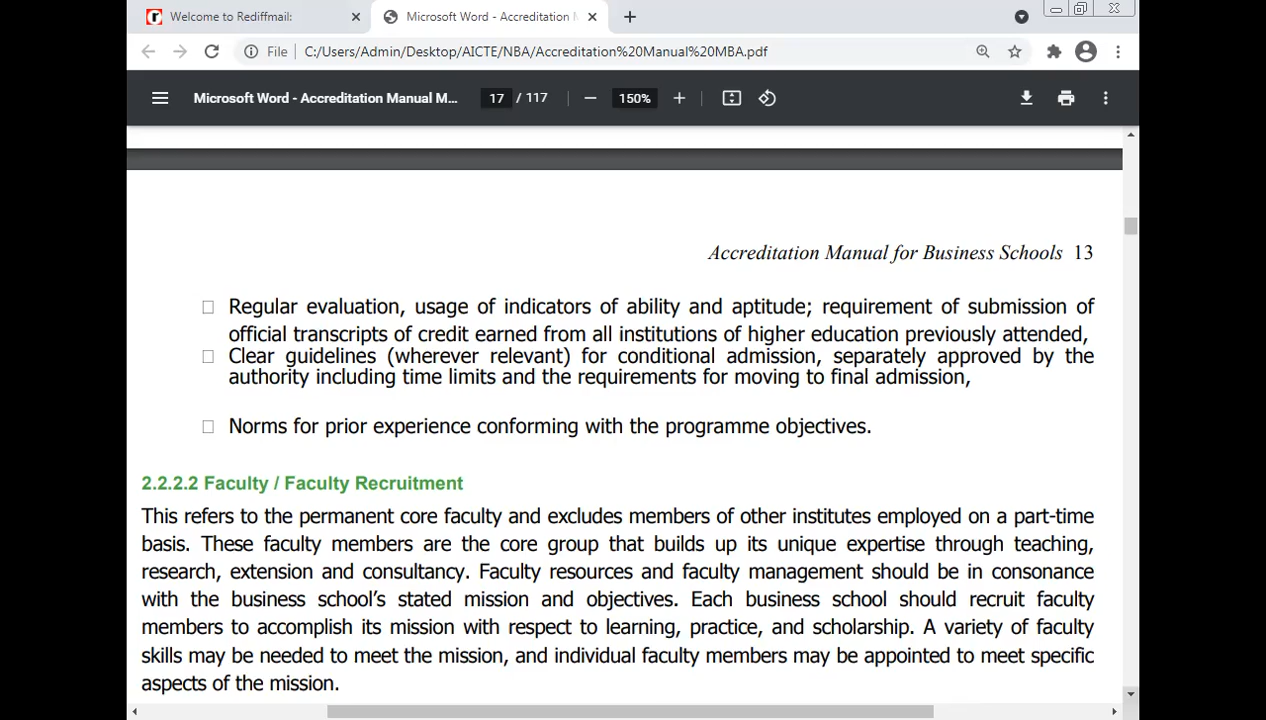 Welcome to Rediffmail:
Microsoft Word - Accreditation M
File
C:/Users/Admin/Desktop/AICTE/NBA/Accreditation%20Manual%20MBA.pdf
Microsoft Word - Accreditation Manual M...
17 / 117
150%
Accreditation Manual for Business Schools 13
Regular evaluation, usage of indicators of ability and aptitude; requirement of submission of
official transcripts of credit earned from all institutions of higher education previously attended,
Clear guidelines (wherever relevant) for conditional admission, separately approved by the
authority including time limits and the requirements for moving to final admission,
Norms for prior experience conforming with the programme objectives.
2.2.2.2 Faculty / Faculty Recruitment
This refers to the permanent core faculty and excludes members of other institutes employed on a part-time
basis. These faculty members are the core group that builds up its unique expertise through teaching,
research, extension and consultancy. Faculty resources and faculty management should be in consonance
with the business school's stated mission and objectives. Each business school should recruit faculty
members to accomplish its mission with respect to learning, practice, and scholarship. A variety of faculty
skills may be needed to meet the mission, and individual faculty members may be appointed to meet specific
aspects of the mission.